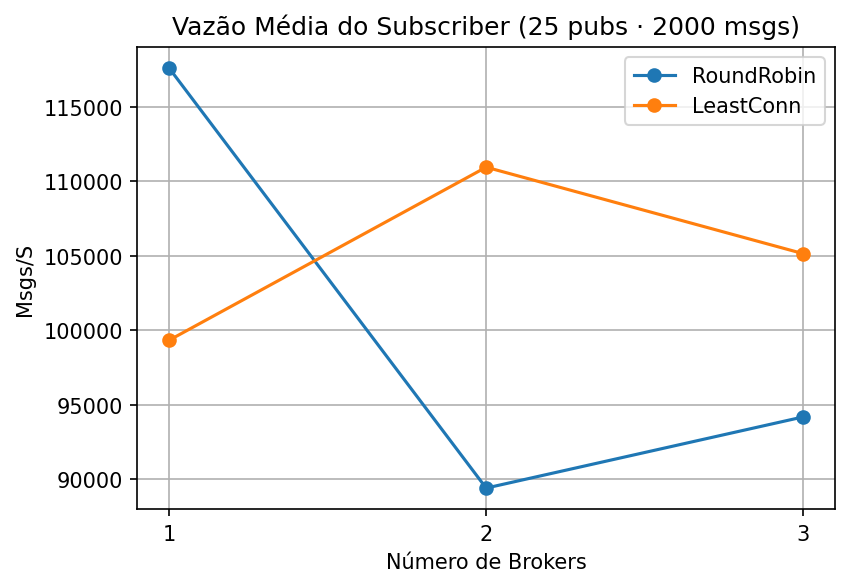 Vazão Média do Subscriber (25 pubs · 2000 msgs)
RoundRobin
LeastConn
Msgs/S
115000
110000
105000
100000
95000
90000
1
2
3
Número de Brokers